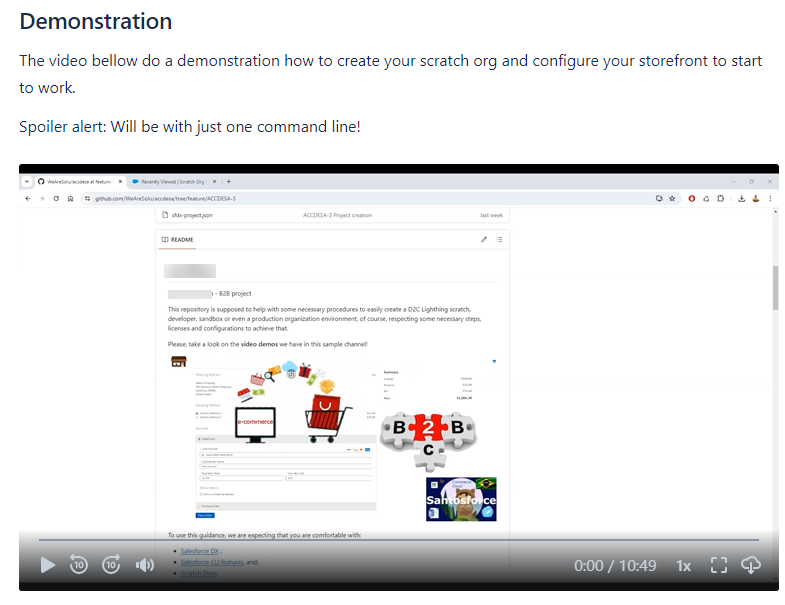 Demonstration
The video bellow do a demonstration how to create your scratch org and configure your storefront to start
to work.
Spoiler alert: Will be with just one command line!
WeAreSolu/accdesa at feature
Recently Viewed | Scratch Org
github.com/WeAreSolu/accdesa/tree/feature/ACCDESA-3
sfdx-project.json ACCDESA-3 Project creation last week
README
- B2B project
This repository is supposed to help with some necessary procedures to easily create a D2C Lighthing scratch,
developer, sandbox or even a production organization environment, of course, respecting some necessary steps,
licenses and configurations to achieve that.
Please, take a look on the video demos we have in this sample channel!
Summary
e-commerce
B 2 B
C
Santosforce
To use this guidance, we are expecting that you are comfortable with:
Salesforce DX;
Salesforce CLI features, and
Scratch Orgs
10 10 0:00 / 10:49 1x